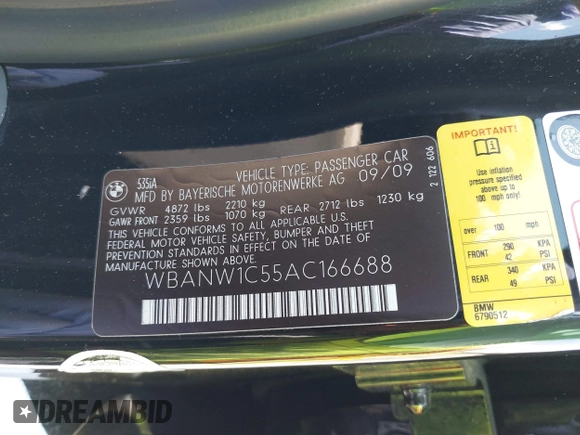 535iA VEHICLE TYPE: PASSENGER CAR
MFD BY BAYERISCHE MOTORENWERKE AG 09/09
GVWR 4872 lbs 2210 kg
GAWR FRONT 2359 lbs 1070 kg REAR 2712 lbs 1230 kg
THIS VEHICLE CONFORMS TO ALL APPLICABLE U.S.
FEDERAL MOTOR VEHICLE SAFETY, BUMPER AND THEFT
PREVENTION STANDARDS IN EFFECT ON THE DATE OF
MANUFACTURE SHOWN ABOVE.
WBANW1C55AC166688
2 122 606
IMPORTANT!
Use inflation
pressure specified
for speeds up to
100 mph only!
over 100 mph
FRONT 290 KPA
42 PSI
REAR 340 KPA
49 PSI
BMW
6790512
DREAMBID